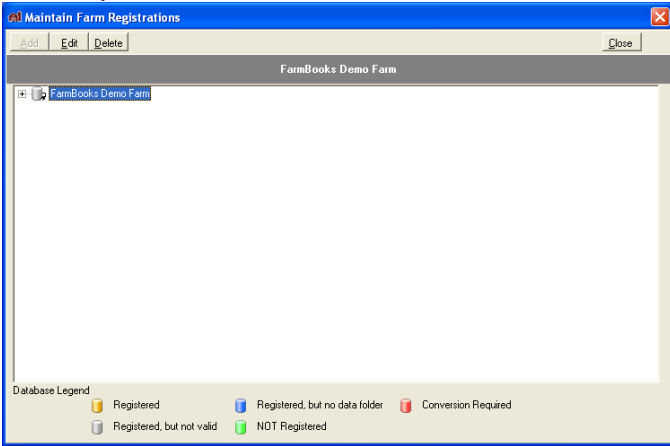 Maintain Farm Registrations
Add Edit Delete Close
FarmBooks Demo Farm
FarmBooks Demo Farm
Database Legend
Registered Registered, but no data folder Conversion Required
Registered, but not valid NOT Registered